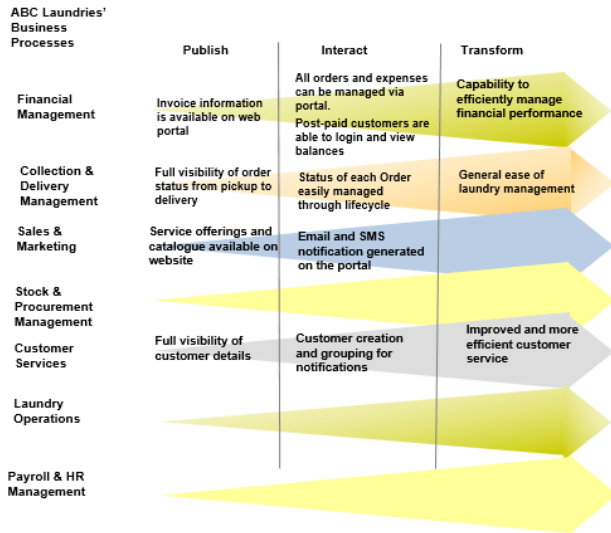 ABC Laundries'
Business
Processes
Publish
Interact
Transform
Financial
Management
Invoice information
is available on web
portal
All orders and expenses
can be managed via
portal.
Post-paid customers are
able to login and view
balances
Capability to
efficiently manage
financial performance
Collection &
Delivery
Management
Full visibility of order
status from pickup to
delivery
Status of each Order
easily managed
through lifecycle
General ease of
laundry management
Sales &
Marketing
Service offerings and
catalogue available on
website
Email and SMS
notification generated
on the portal
Stock &
Procurement
Management
Customer
Services
Full visibility of
customer details
Customer creation
and grouping for
notifications
Improved and more
efficient customer
service
Laundry
Operations
Payroll & HR
Management